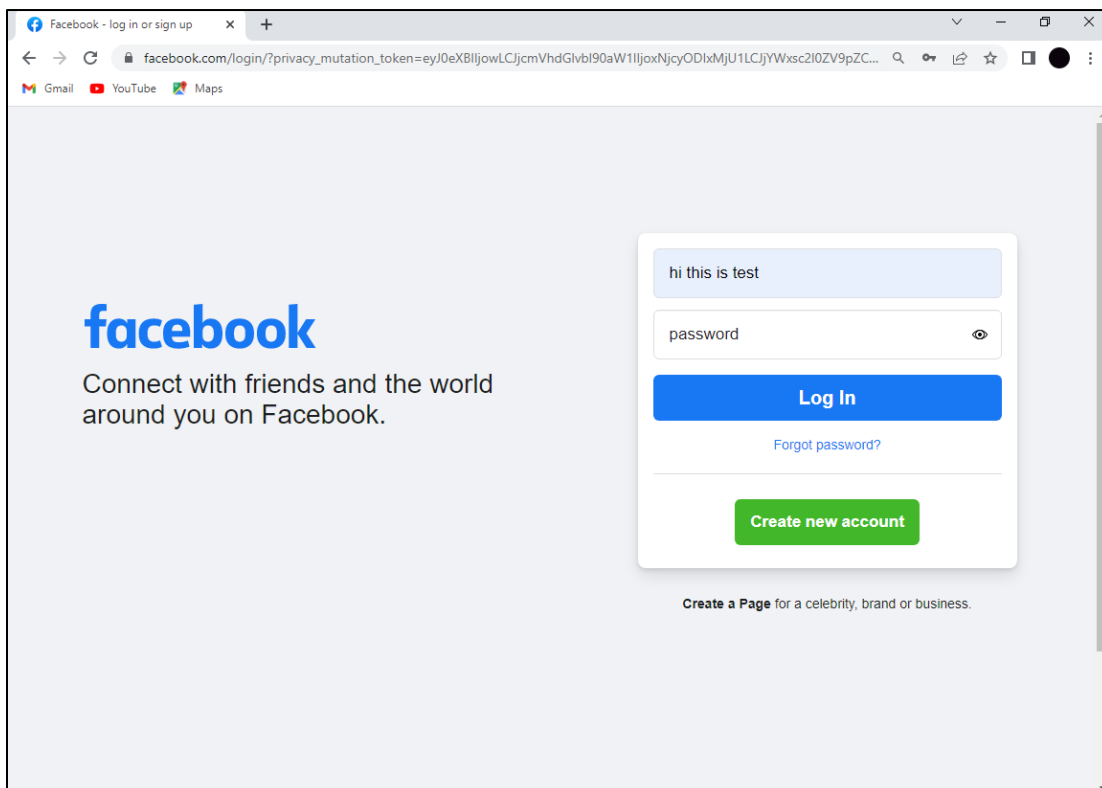 Facebook - log in or sign up
facebook.com/login/?privacy_mutation_token=
Gmail YouTube Maps
hi this is test
facebook
password
Connect with friends and the world
around you on Facebook.
Log In
Forgot password?
Create new account
Create a Page for a celebrity, brand or business.